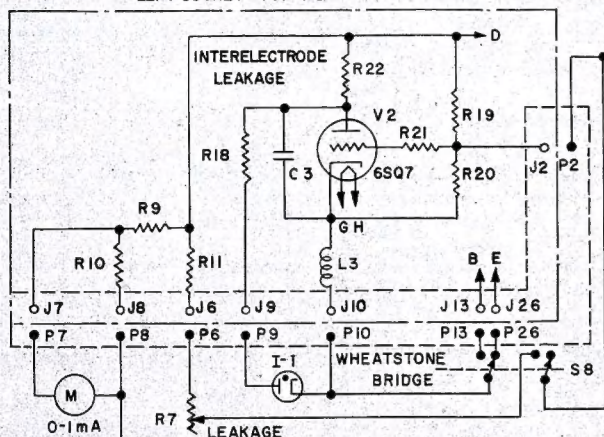 D
INTERELECTRODE
LEAKAGE
R22
V2
R19
R21
R18
C3
6SQ7
J2 P2
R20
R9
GH
R10
R11
L3
B E
J7 J8 J6 J9 J10 J13 J26
P7 P8 P6 P9 P10 P13 P26
I-1
WHEATSTONE
BRIDGE
S8
M
R7
0-1mA
LEAKAGE